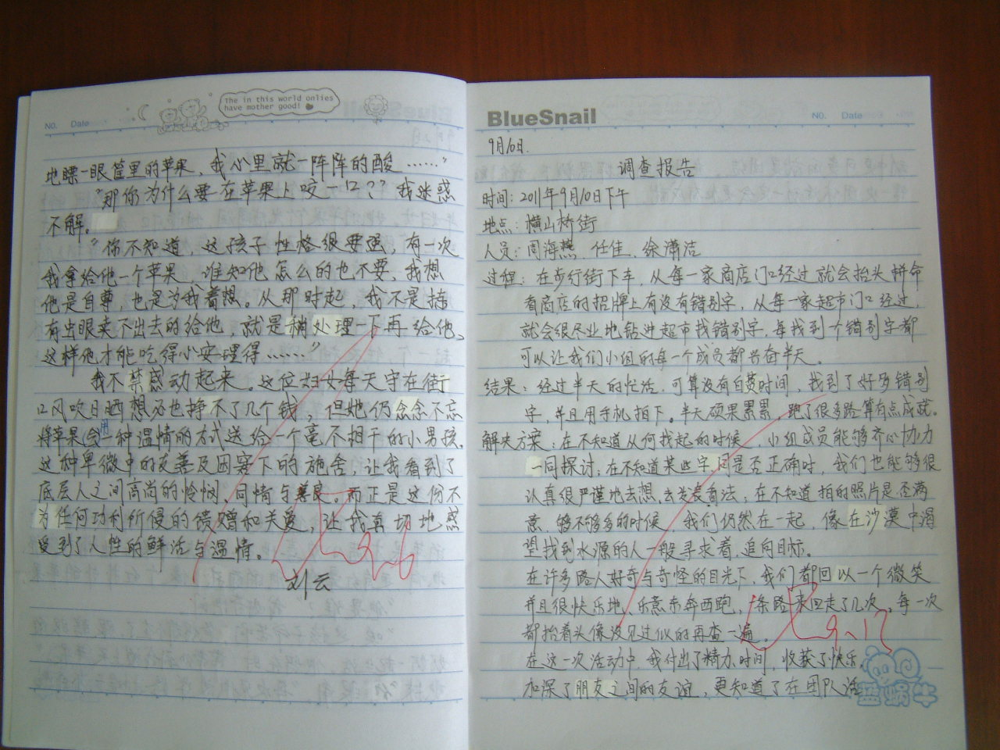 The in this world onlies
have mother good!
No. Date
地瞟一眼筐里的苹果，我心里就一阵阵的酸……”
“那你为什么要在苹果上咬一口？？我迷惑
不解。
“你不知道，这孩子性格很要强，有一次
我拿给他一个苹果，谁知他怎么的也不要，我想
他是自尊，也是为我着想。从那时起，我不是拣
有虫眼卖不出去的给他，就是稍处理一下再给他、
这样他才能吃得心安理得……”
我不禁感动起来。这位妇女每天守在街
口风吹日晒想必也挣不了几个钱，但她仍念念不忘
将苹果用一种温情的方式送给一个毫不相干的小男孩。
这种卑微中的友善及困窘下的施舍，让我看到了
底层人之间高尚的怜悯、同情与善良。而正是这份不
为任何功利所侵的馈赠和关爱，让我真切地感
受到了人性的鲜活与温情。
刘云
9.6
BlueSnail
No. Date
9月10日.
调查报告
时间：2011年9月10日下午
地点：横山桥街
人员：周海燕、任佳、徐潇洁
过程：在步行街下车，从每一家商店门口经过就会抬头拼命
看商店的招牌上有没有错别字，从每一家超市门口经过，
就会很尽业地钻进超市找错别字，每找到一个错别字都
可以让我们小组的每一个成员都兴奋半天。
结果：经过半天的忙活，可算没有白费时间，找到了好多错别
字，并且用手机拍下。半天硕果累累，跑了很多路算有点成就。
解决方案：在不知道从何找起的时候，小组成员能够齐心协力
一同探讨；在不知道某些字词是否正确时，我们也能够很
认真很严谨地去想、去发表看法；在不知道拍的照片是否满
意，够不够多的时候，我们仍然在一起，像在沙漠中渴
望找到水源的人一般寻求着，追向目标。
在许多路人好奇与奇怪的目光下，我们都回以一个微笑
并且很快乐地、乐意东奔西跑，一条路来回走了几次，每一次
都抬着头像没见过似的再查一遍。
9.12
在这一次活动中，我付出了精力、时间，收获了快乐，
加深了朋友之间的友谊，更知道了在团队活
蓝蜗牛